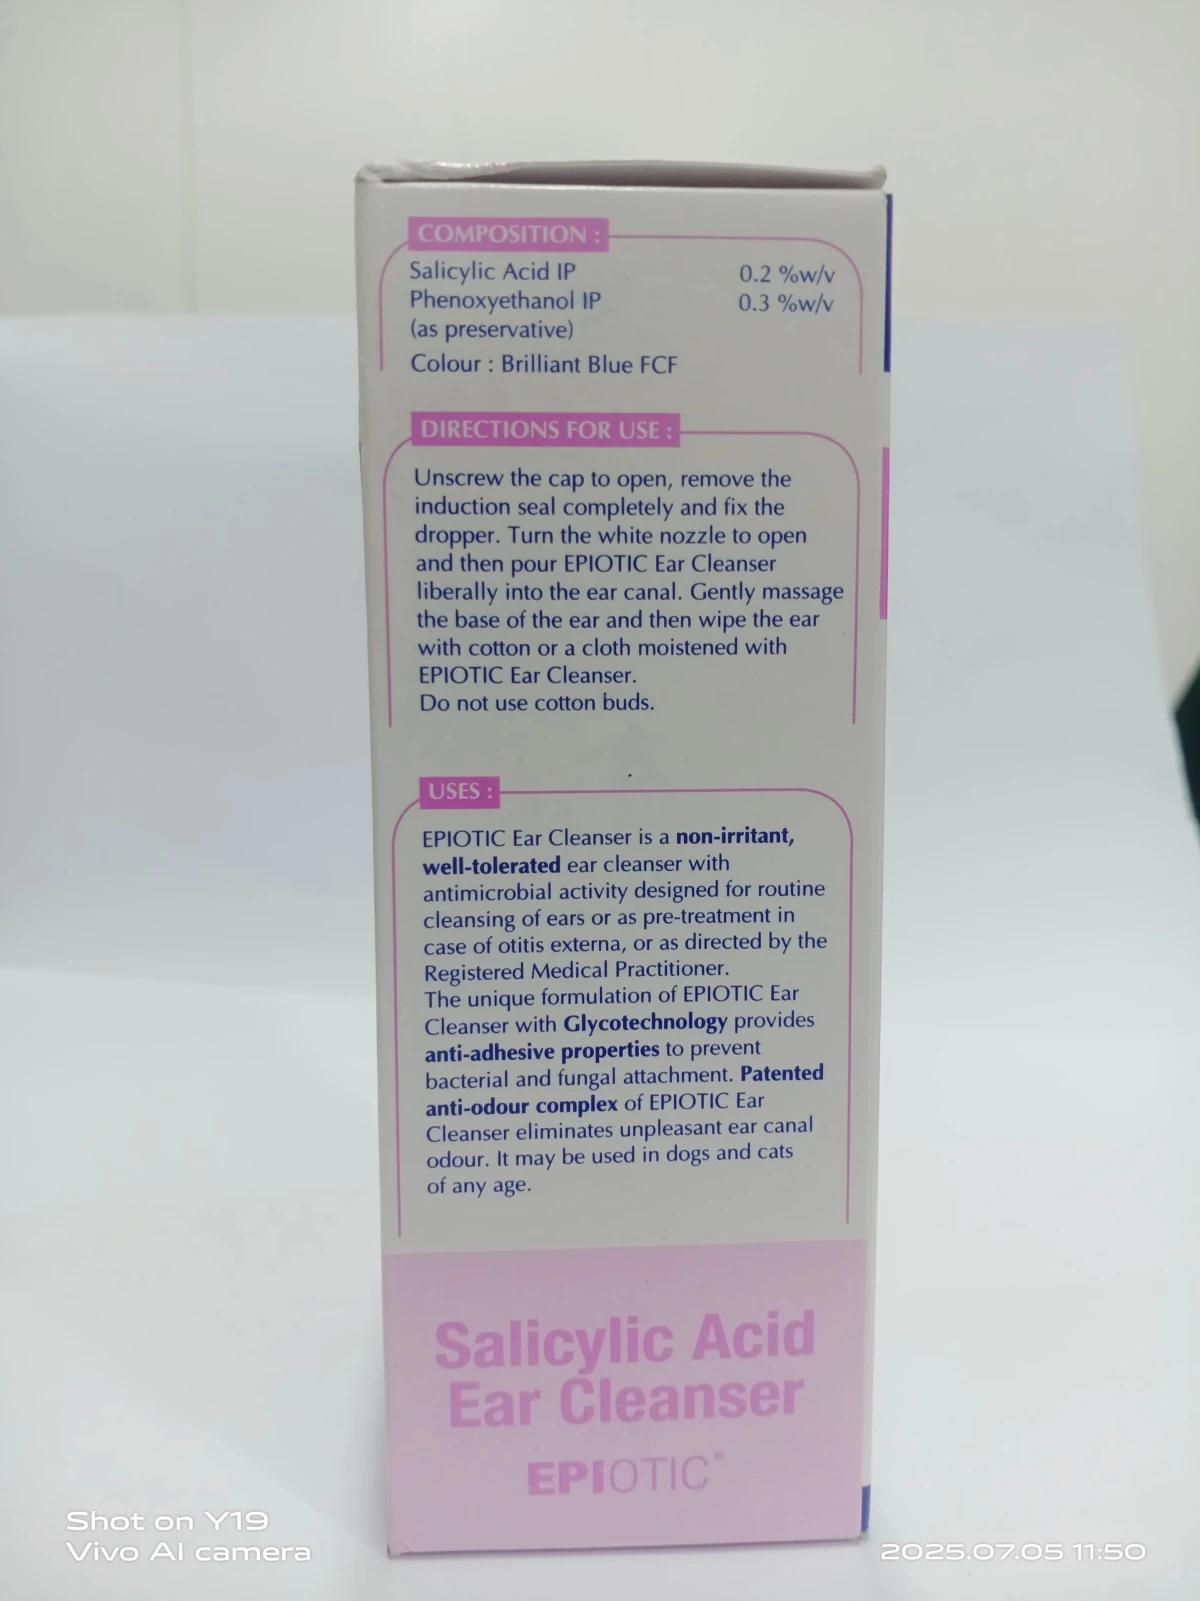 COMPOSITION :
Salicylic Acid IP 0.2 %w/v
Phenoxyethanol IP 0.3 %w/v
(as preservative)
Colour : Brilliant Blue FCF
DIRECTIONS FOR USE :
Unscrew the cap to open, remove the
induction seal completely and fix the
dropper. Turn the white nozzle to open
and then pour EPIOTIC Ear Cleanser
liberally into the ear canal. Gently massage
the base of the ear and then wipe the ear
with cotton or a cloth moistened with
EPIOTIC Ear Cleanser.
Do not use cotton buds.
USES :
EPIOTIC Ear Cleanser is a non-irritant,
well-tolerated ear cleanser with
antimicrobial activity designed for routine
cleansing of ears or as pre-treatment in
case of otitis externa, or as directed by the
Registered Medical Practitioner.
The unique formulation of EPIOTIC Ear
Cleanser with Glycotechnology provides
anti-adhesive properties to prevent
bacterial and fungal attachment. Patented
anti-odour complex of EPIOTIC Ear
Cleanser eliminates unpleasant ear canal
odour. It may be used in dogs and cats
of any age.
Salicylic Acid
Ear Cleanser
EPIOTIC®
Shot on Y19
Vivo AI camera
2025.07.05 11:50